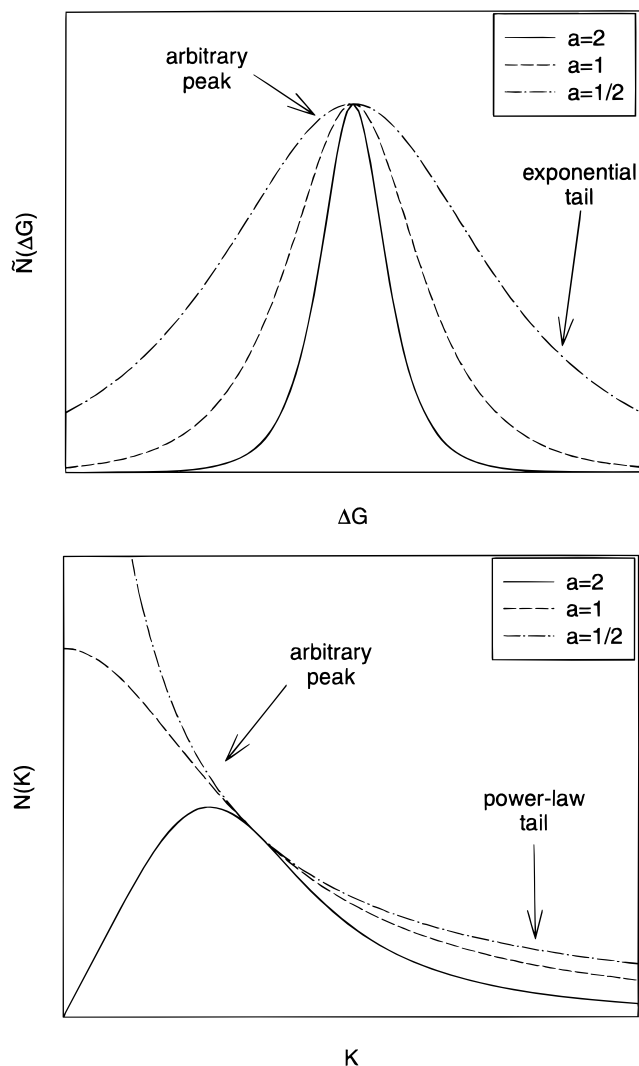 arbitrary
peak
a=2
a=1
a=1/2
exponential
tail
Ñ(ΔG)
ΔG
a=2
a=1
a=1/2
arbitrary
peak
power-law
tail
N(K)
K